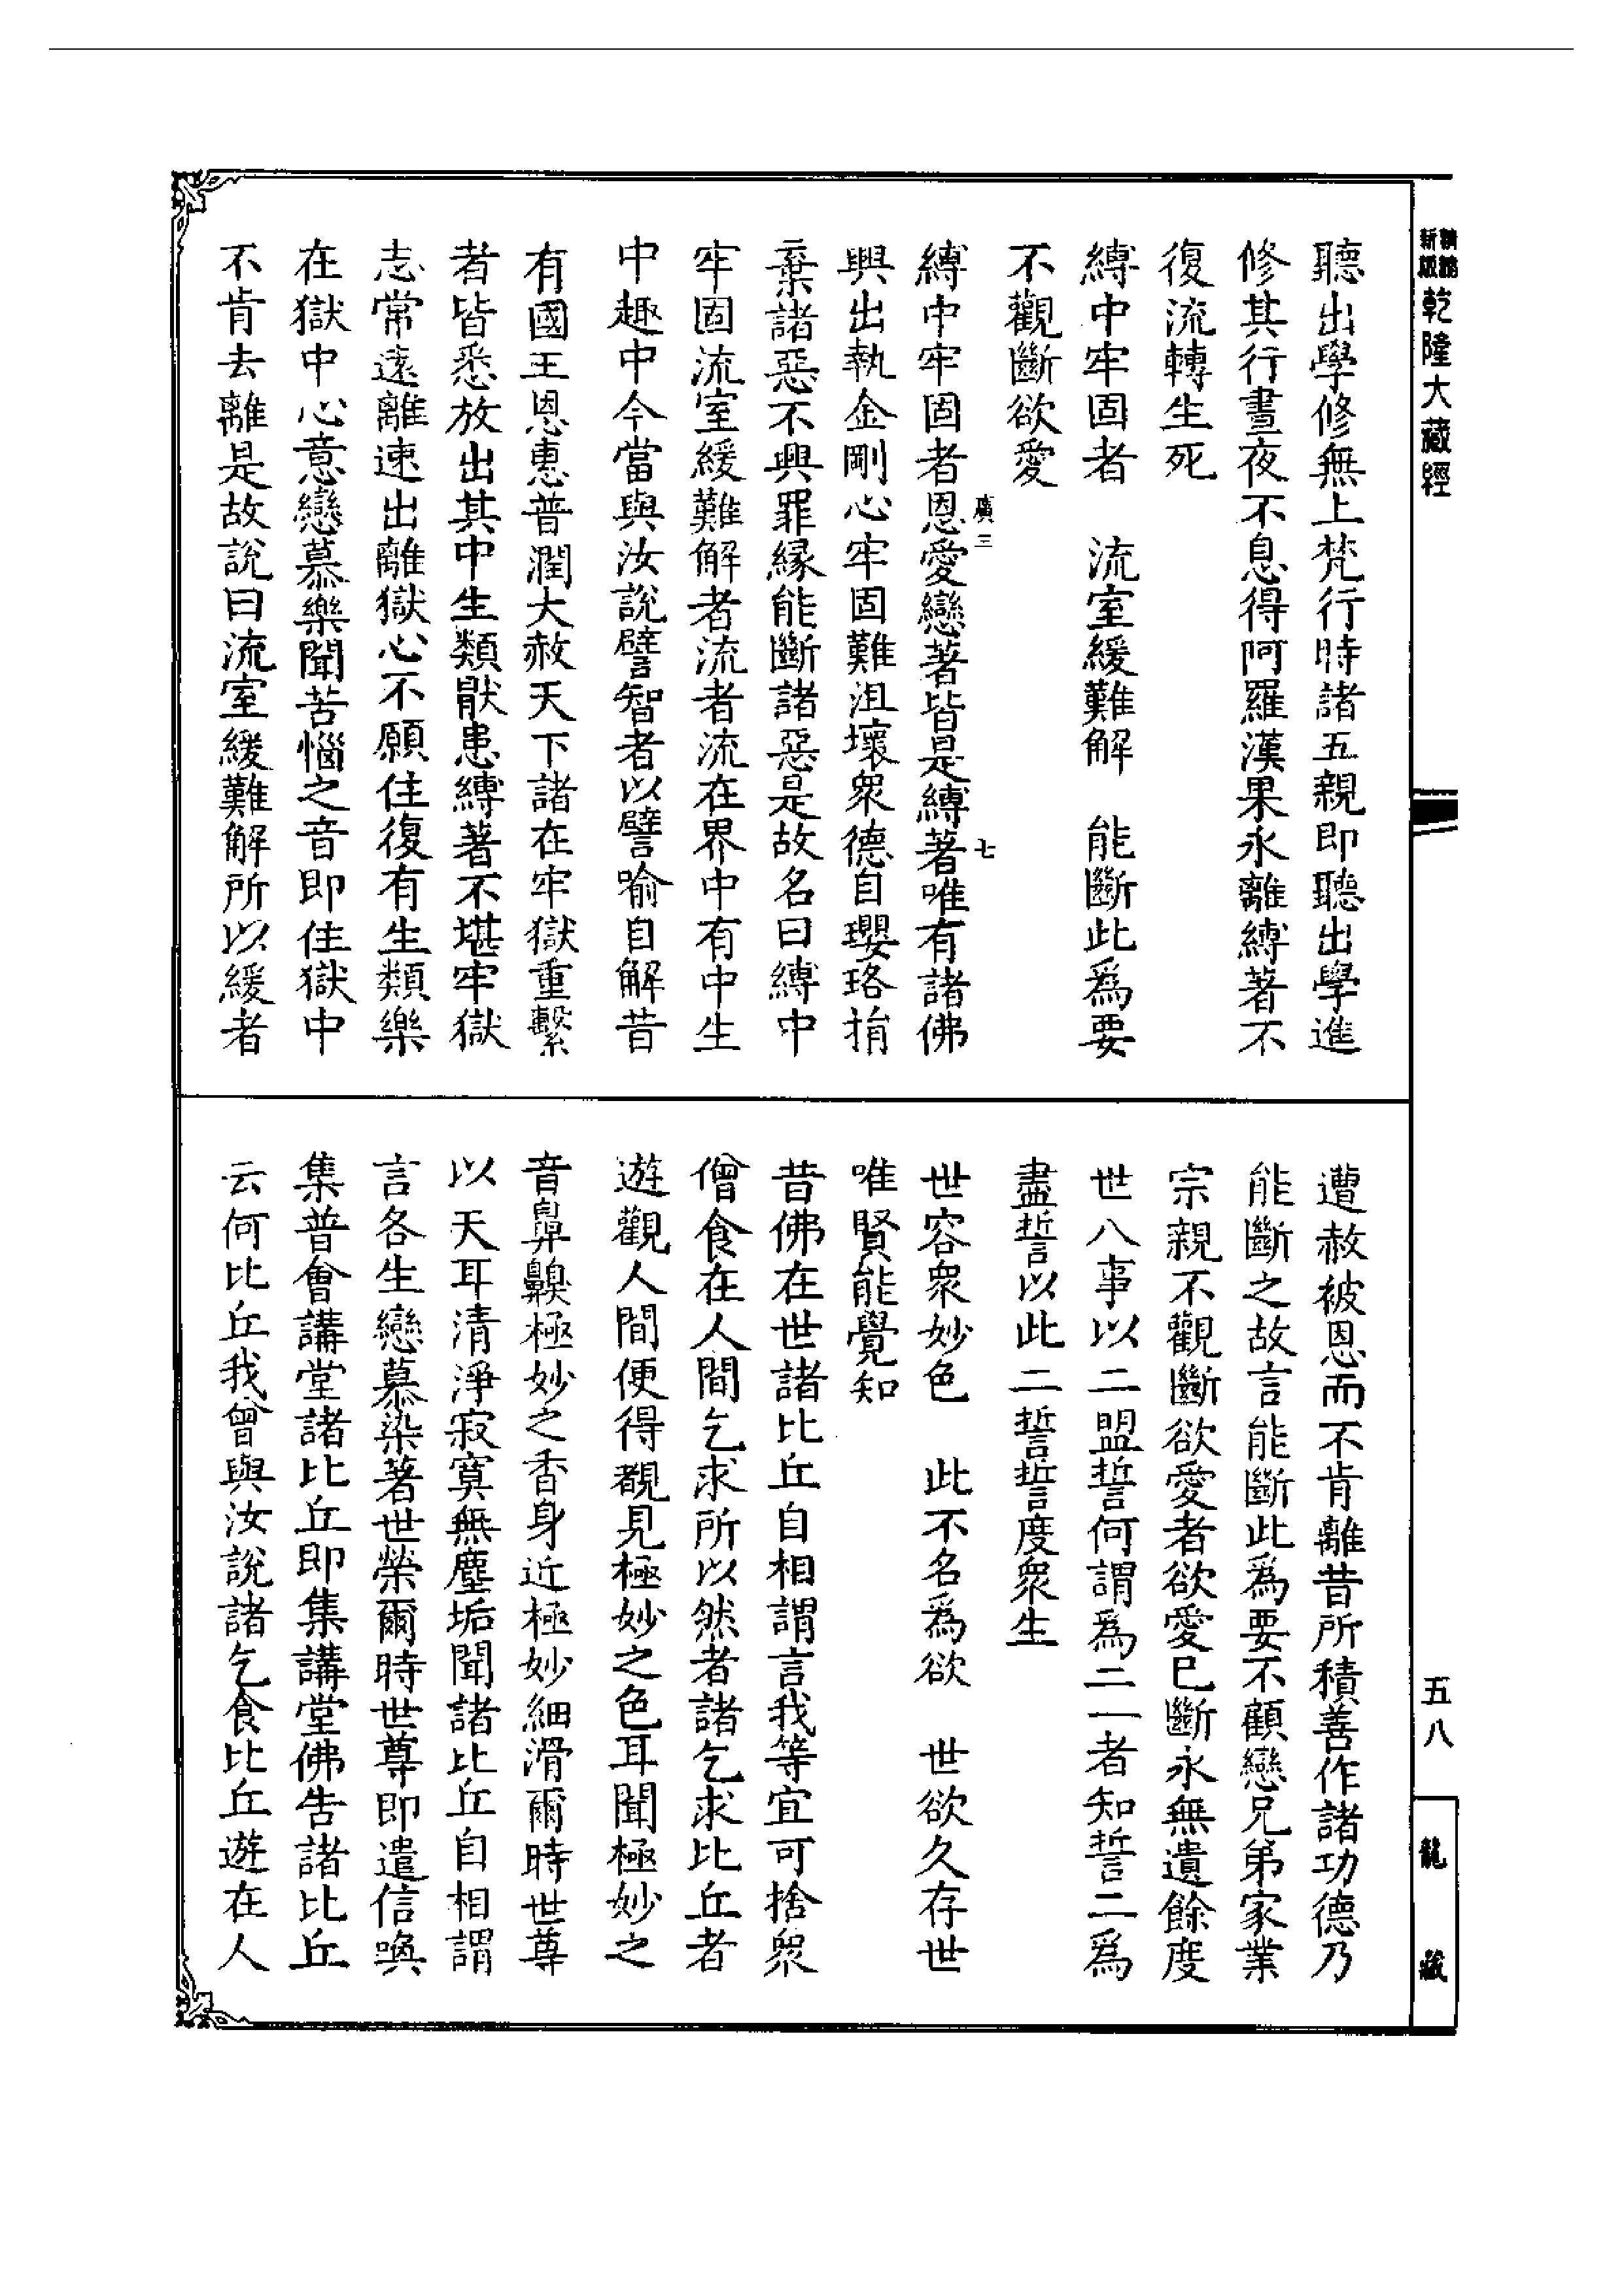 新版
乾隆大藏經
聽出學修無上梵行時諸五親即聽出學進
修其行晝夜不息得阿羅漢果永離縛著不
復流轉生死
縛中牢固者　流室緩難解　能斷此爲要
不觀斷欲愛
廣三
七
縛中牢固者恩愛戀著皆是縛著唯有諸佛
興出執金剛心牢固難沮壞衆德自瓔珞捐
棄諸惡不興罪緣能斷諸惡是故名曰縛中
牢固流室緩難解者流者流在界中有中生
中趣中今當與汝說譬智者以譬喻自解昔
有國王恩惠普潤大赦天下諸在牢獄重繫
者皆悉放出其中生類猒患縛著不堪牢獄
志常遠離速出離獄心不願住復有生類樂
在獄中心意戀慕樂聞苦惱之音即住獄中
不肯去離是故說曰流室緩難解所以緩者
遭赦被恩而不肯離昔所積善作諸功德乃
能斷之故言能斷此爲要不顧戀兄弟家業
宗親不觀斷欲愛者欲愛已斷永無遺餘度
世八事以二盟誓何謂爲二一者知誓二爲
盡誓以此二誓誓度衆生
世容衆妙色　此不名爲欲　世欲久存世
唯賢能覺知
昔佛在世諸比丘自相謂言我等宜可捨衆
僧食在人間乞求所以然者諸乞求比丘者
遊觀人間便得覩見極妙之色耳聞極妙之
音鼻齅極妙之香身近極妙細滑爾時世尊
以天耳清淨寂寞無塵垢聞諸比丘自相謂
言各生戀慕染著世榮爾時世尊即遣信喚
集普會講堂諸比丘即集講堂佛告諸比丘
云何比丘我曾與汝說諸乞食比丘遊在人
五八
龍藏